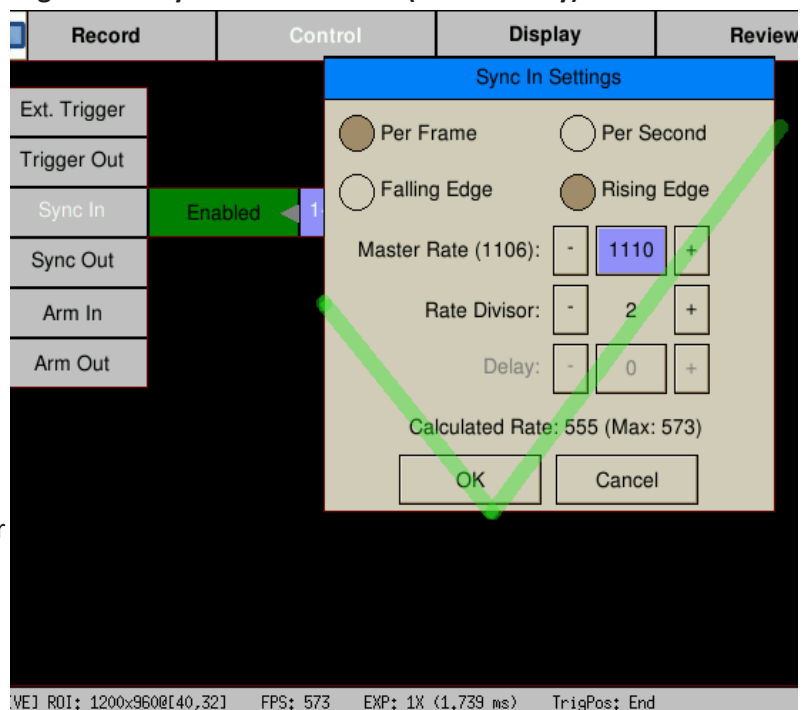 Record Control Display Review
Sync In Settings
Ext. Trigger
Per Frame Per Second
Trigger Out
Falling Edge Rising Edge
Sync In Enabled
Master Rate (1106): - 1110 +
Sync Out
Rate Divisor: - 2 +
Arm In
Arm Out
Delay: - 0 +
Calculated Rate: 555 (Max: 573)
OK Cancel
VE] ROI: 1200x960@[40,32] FPS: 573 EXP: 1X (1.739 ms) TrigPos: End